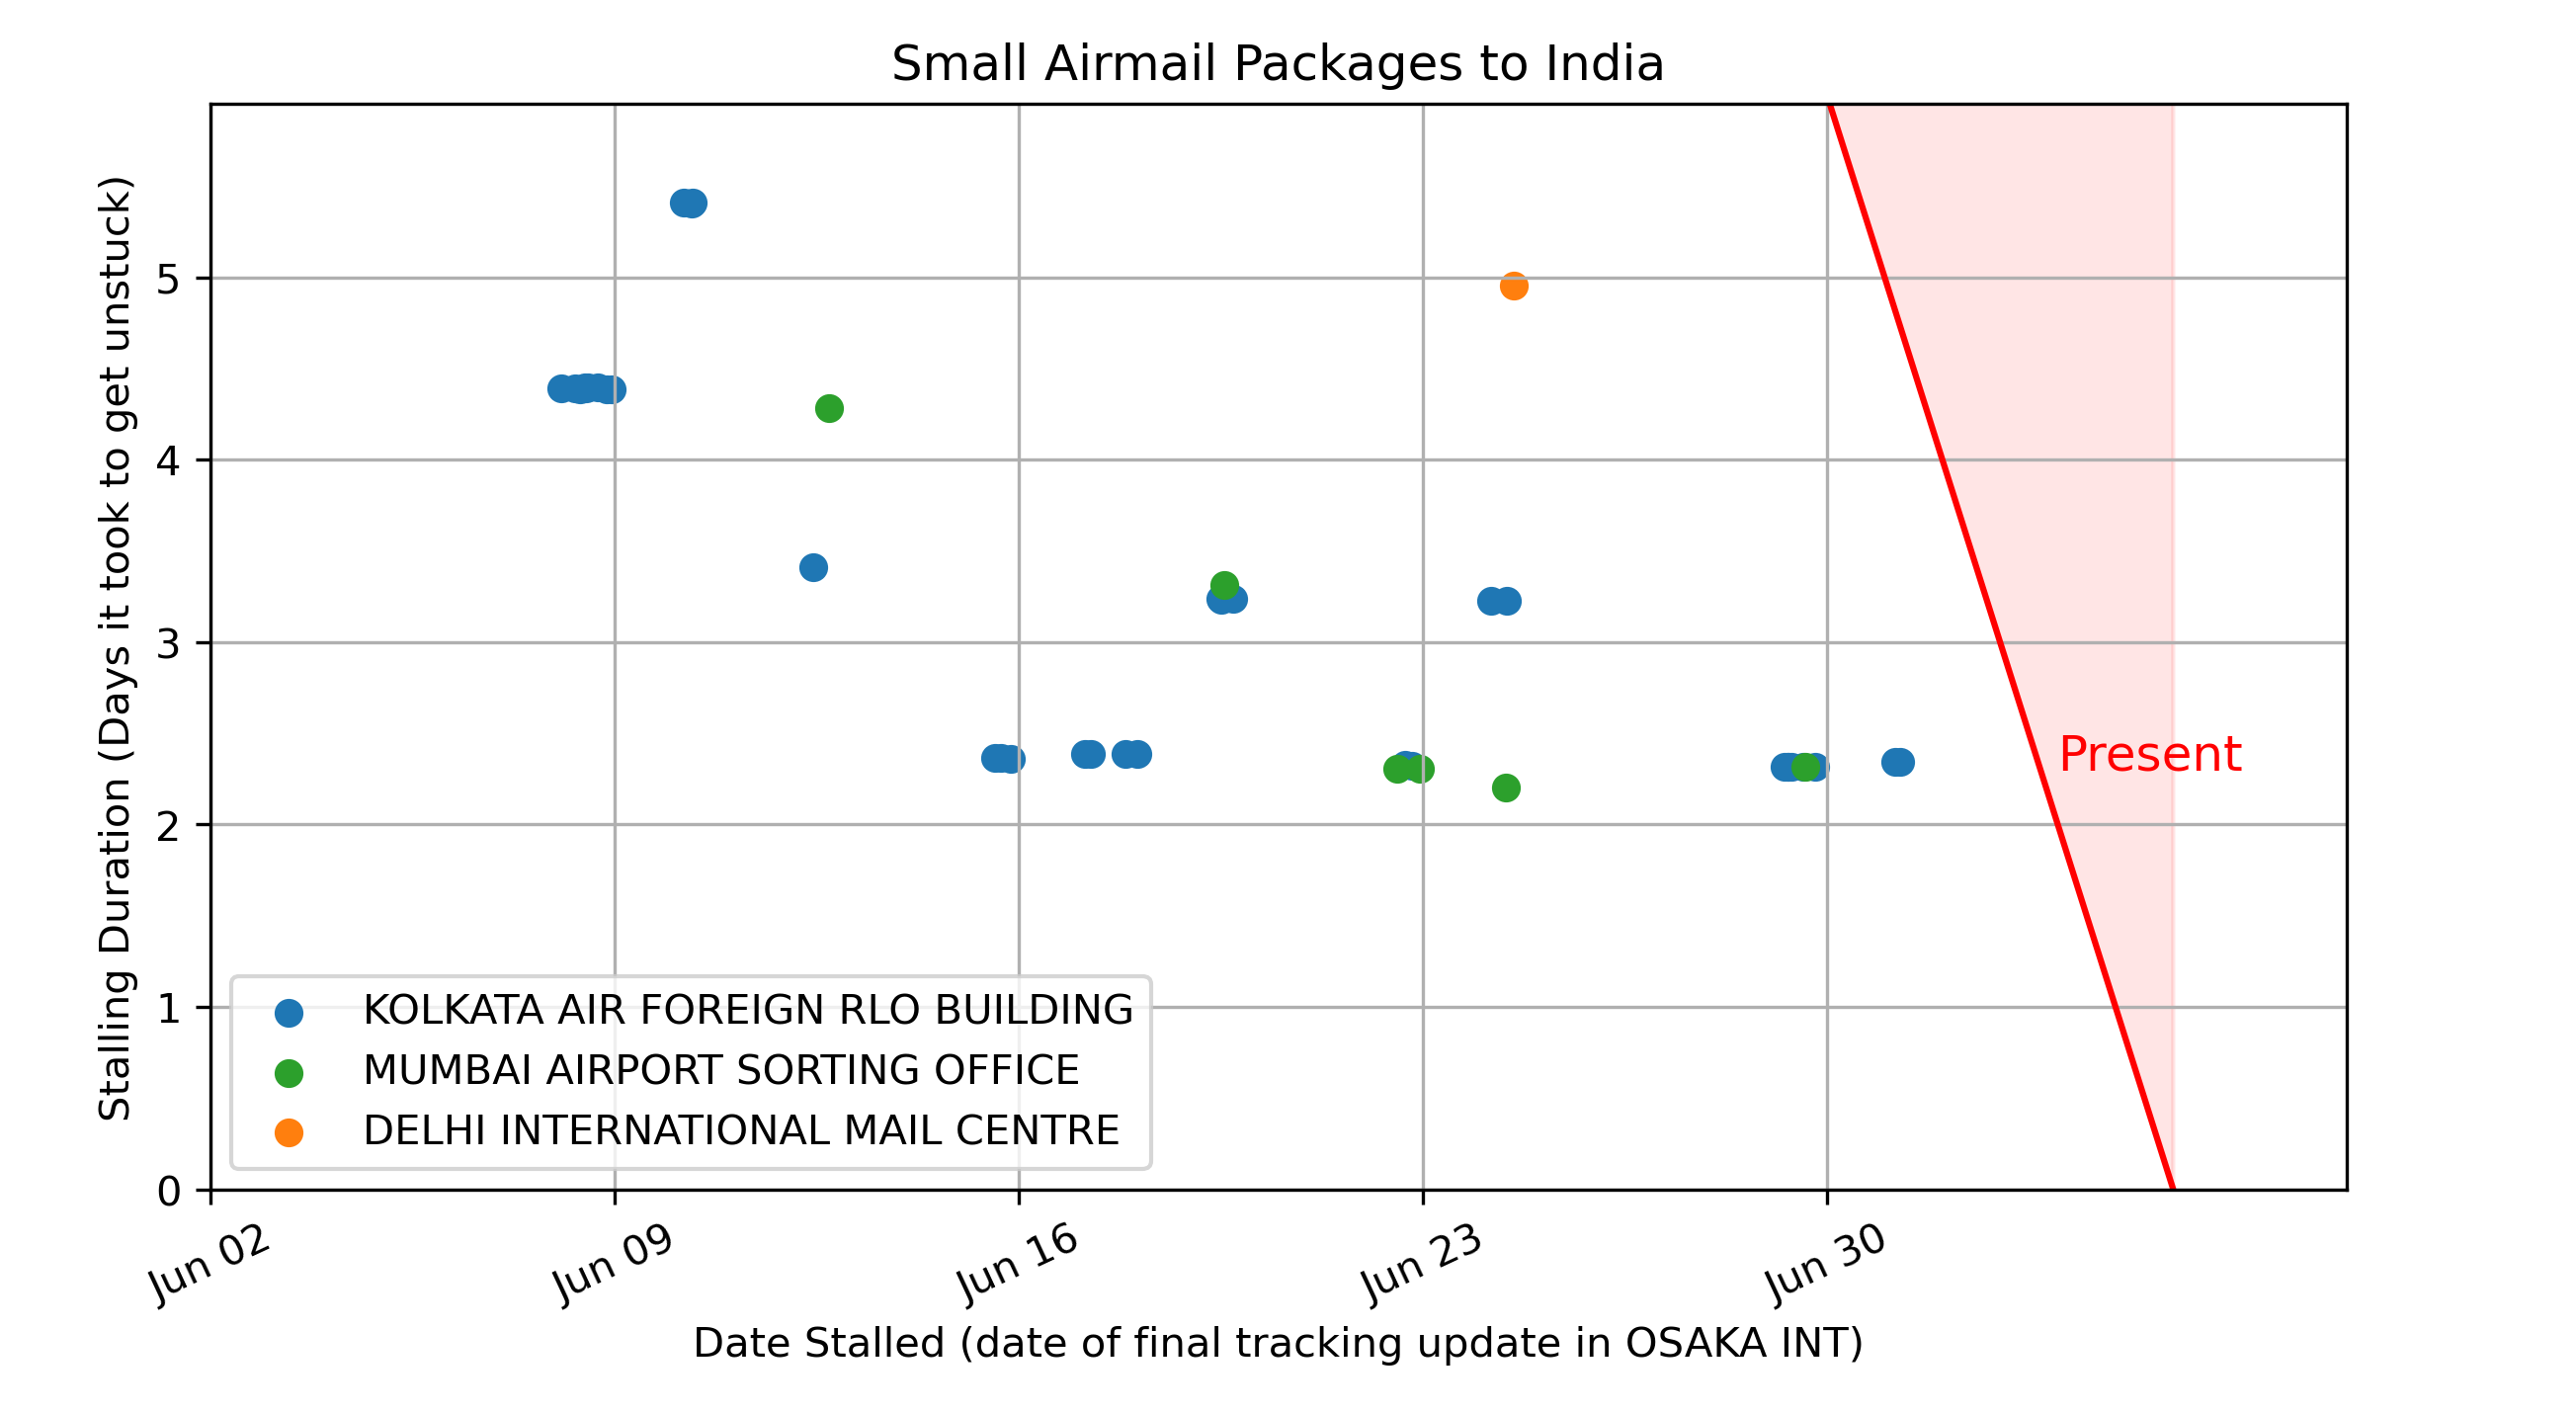 Small Airmail Packages to India
Stalling Duration (Days it took to get unstuck)
5
4
3
2
1
0
Present
KOLKATA AIR FOREIGN RLO BUILDING
MUMBAI AIRPORT SORTING OFFICE
DELHI INTERNATIONAL MAIL CENTRE
Jun 02
Jun 09
Jun 16
Jun 23
Jun 30
Date Stalled (date of final tracking update in OSAKA INT)